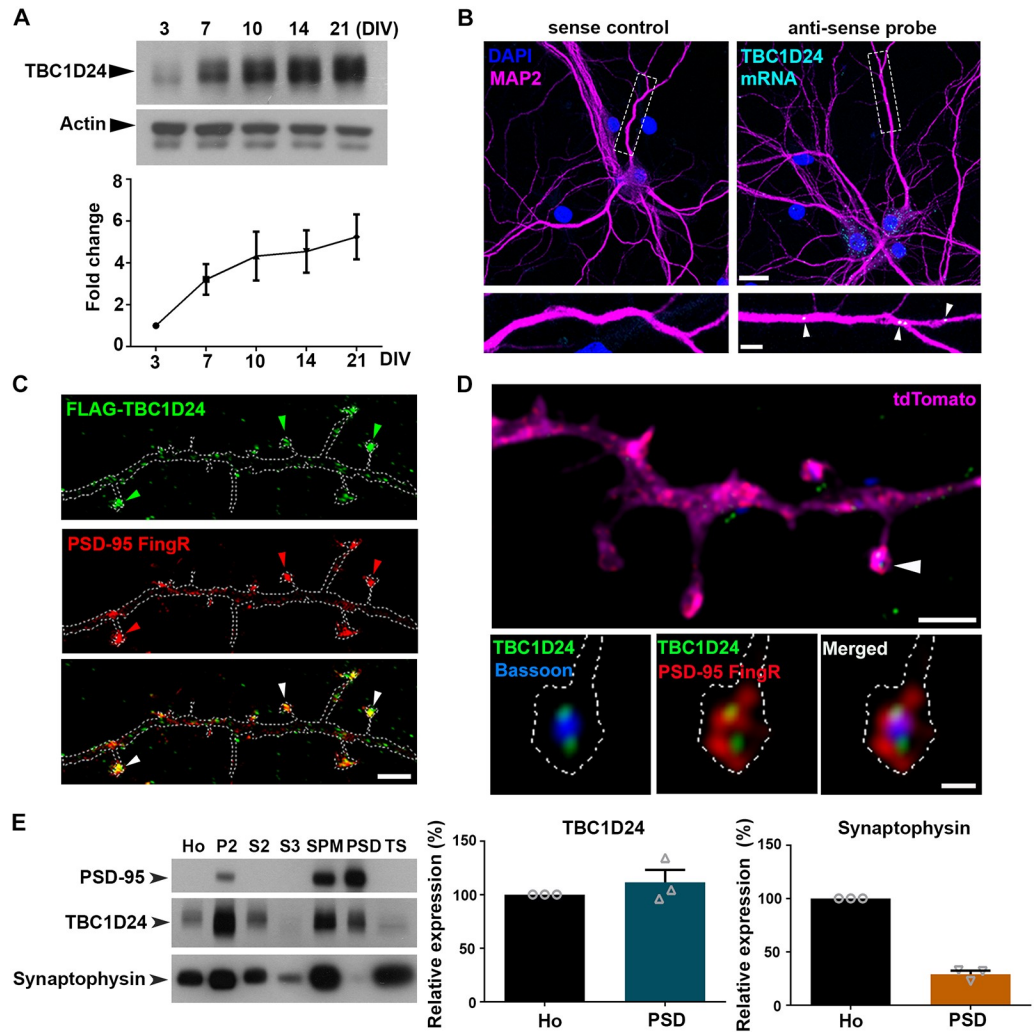 A
3 7 10 14 21 (DIV)
TBC1D24
Actin
Fold change
8
6
4
2
0
3 7 10 14 21 DIV
B
sense control
anti-sense probe
DAPI
MAP2
TBC1D24
mRNA
C
FLAG-TBC1D24
PSD-95 FingR
D
tdTomato
TBC1D24
Bassoon
TBC1D24
PSD-95 FingR
Merged
E
Ho P2 S2 S3 SPM PSD TS
PSD-95
TBC1D24
Synaptophysin
TBC1D24
Relative expression (%)
150
100
50
0
Ho PSD
Synaptophysin
Relative expression (%)
150
100
50
0
Ho PSD